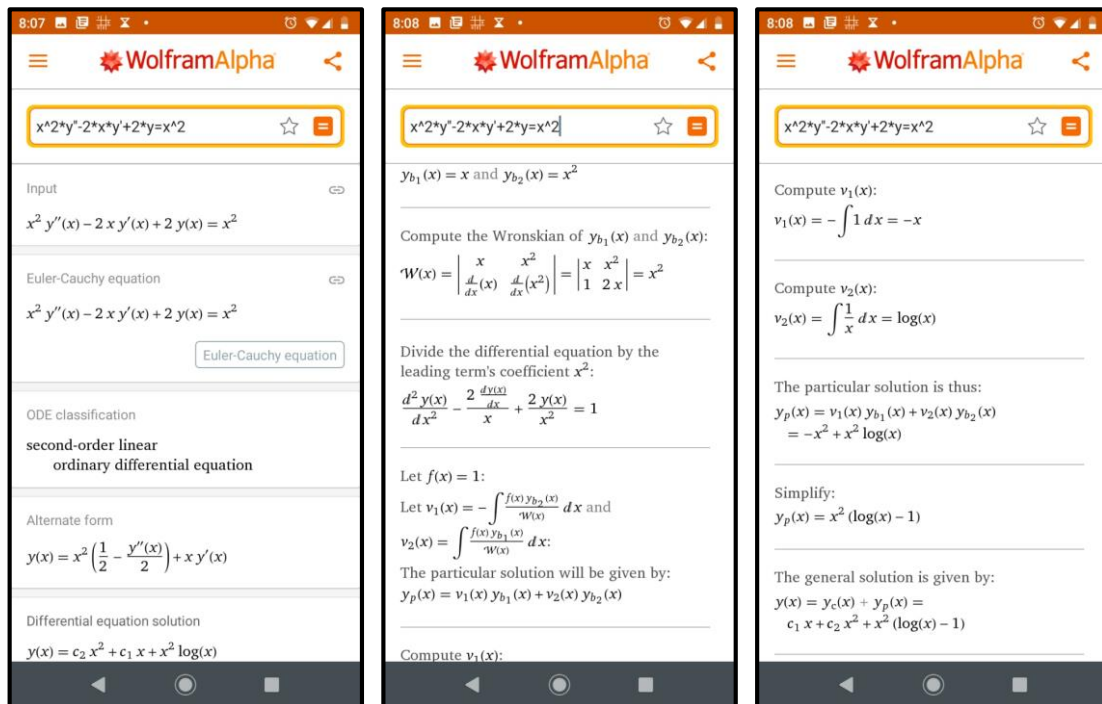 8:07
WolframAlpha
x^2*y''-2*x*y'+2*y=x^2
Input
x² y''(x) − 2 x y'(x) + 2 y(x) = x²
Euler-Cauchy equation
x² y''(x) − 2 x y'(x) + 2 y(x) = x²
Euler-Cauchy equation
ODE classification
second-order linear
ordinary differential equation
Alternate form
y(x) = x² (1/2 − y''(x)/2) + x y'(x)
Differential equation solution
y(x) = c₂ x² + c₁ x + x² log(x)
8:08
WolframAlpha
x^2*y''-2*x*y'+2*y=x^2
y_b₁(x) = x and y_b₂(x) = x²
Compute the Wronskian of y_b₁(x) and y_b₂(x):
𝒲(x) = | x x² ; d/dx(x) d/dx(x²) | = | x x² ; 1 2 x | = x²
Divide the differential equation by the
leading term's coefficient x²:
d² y(x)/dx² − 2 dy(x)/dx / x + 2 y(x)/x² = 1
Let f(x) = 1:
Let v₁(x) = − ∫ f(x) y_b₂(x)/𝒲(x) dx and
v₂(x) = ∫ f(x) y_b₁(x)/𝒲(x) dx:
The particular solution will be given by:
y_p(x) = v₁(x) y_b₁(x) + v₂(x) y_b₂(x)
Compute v₁(x):
8:08
WolframAlpha
x^2*y''-2*x*y'+2*y=x^2
Compute v₁(x):
v₁(x) = − ∫ 1 dx = −x
Compute v₂(x):
v₂(x) = ∫ 1/x dx = log(x)
The particular solution is thus:
y_p(x) = v₁(x) y_b₁(x) + v₂(x) y_b₂(x)
= −x² + x² log(x)
Simplify:
y_p(x) = x² (log(x) − 1)
The general solution is given by:
y(x) = y_c(x) + y_p(x) =
c₁ x + c₂ x² + x² (log(x) − 1)